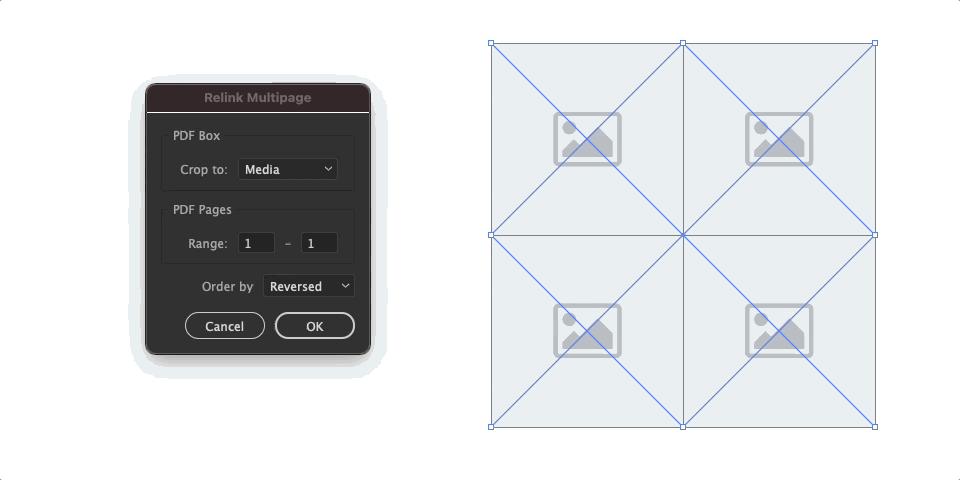 Relink Multipage
PDF Box
Crop to: Media
PDF Pages
Range: 1 - 1
Order by Reversed
Cancel OK